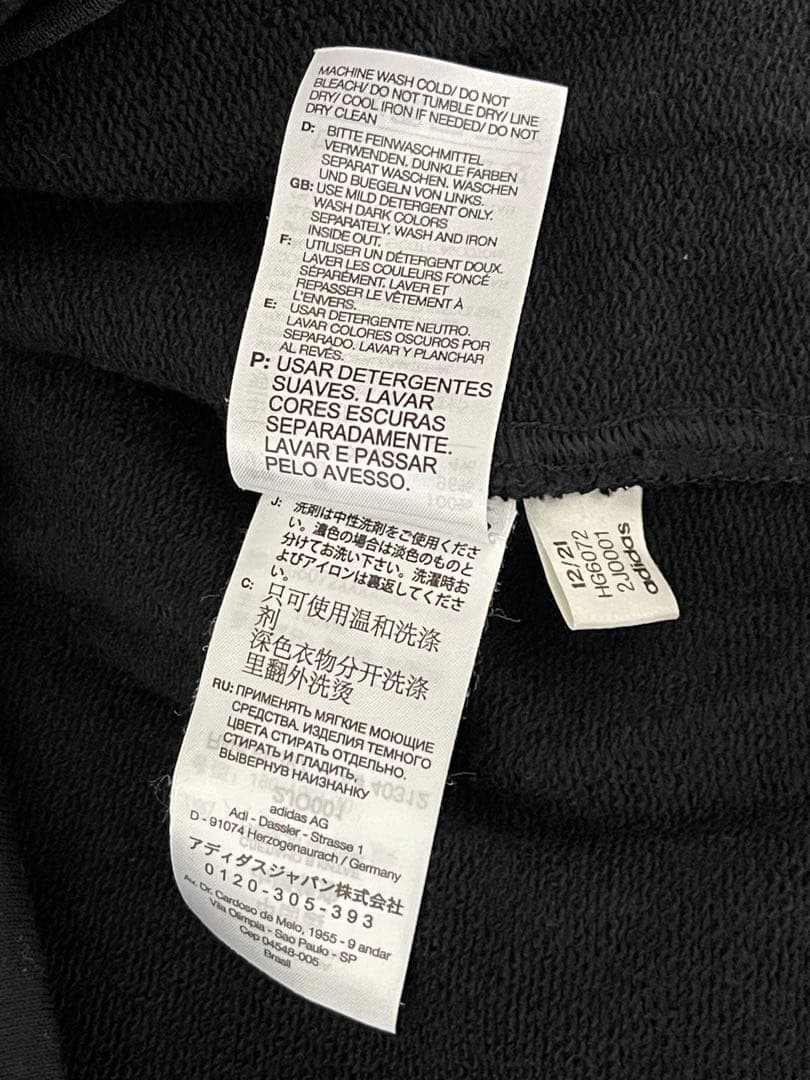 MACHINE WASH COLD/ DO NOT
BLEACH/ DO NOT TUMBLE DRY/ LINE
DRY/ COOL IRON IF NEEDED/ DO NOT
DRY CLEAN
D: BITTE FEINWASCHMITTEL
VERWENDEN. DUNKLE FARBEN
SEPARAT WASCHEN. WASCHEN
UND BUEGELN VON LINKS.
GB: USE MILD DETERGENT ONLY.
WASH DARK COLORS
SEPARATELY. WASH AND IRON
INSIDE OUT.
F: UTILISER UN DÉTERGENT DOUX.
LAVER LES COULEURS FONCÉ
SÉPARÉMENT. LAVER ET
REPASSER LE VÊTEMENT À
L'ENVERS.
E: USAR DETERGENTE NEUTRO.
LAVAR COLORES OSCUROS POR
SEPARADO. LAVAR Y PLANCHAR
AL REVÉS.
P: USAR DETERGENTES
SUAVES. LAVAR
CORES ESCURAS
SEPARADAMENTE.
LAVAR E PASSAR
PELO AVESSO.
J: 洗剤は中性洗剤をご使用くださ
い。濃色の場合は淡色のものと
分けてお洗い下さい。洗濯時お
よびアイロンは裏返してくださ
い。
C: 只可使用温和洗涤
剂
深色衣物分开洗涤
里翻外洗烫
RU: ПРИМЕНЯТЬ МЯГКИЕ МОЮЩИЕ
СРЕДСТВА. ИЗДЕЛИЯ ТЕМНОГО
ЦВЕТА СТИРАТЬ ОТДЕЛЬНО.
СТИРАТЬ И ГЛАДИТЬ,
ВЫВЕРНУВ НАИЗНАНКУ
adidas AG
Adi - Dassler - Strasse 1
D - 91074 Herzogenaurach / Germany
アディダスジャパン株式会社
0120-305-393
Av. Dr. Cardoso de Melo, 1955 - 9 andar
Vila Olimpia - Sao Paulo - SP
Cep 04548-005
Brasil
12/21
HG6072
2JO001
adidas